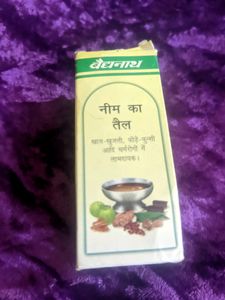 बैद्यनाथ
नीम का
तैल
खाज-खुजली, फोड़े-फुन्सी
आदि चर्मरोगों में
लाभदायक।